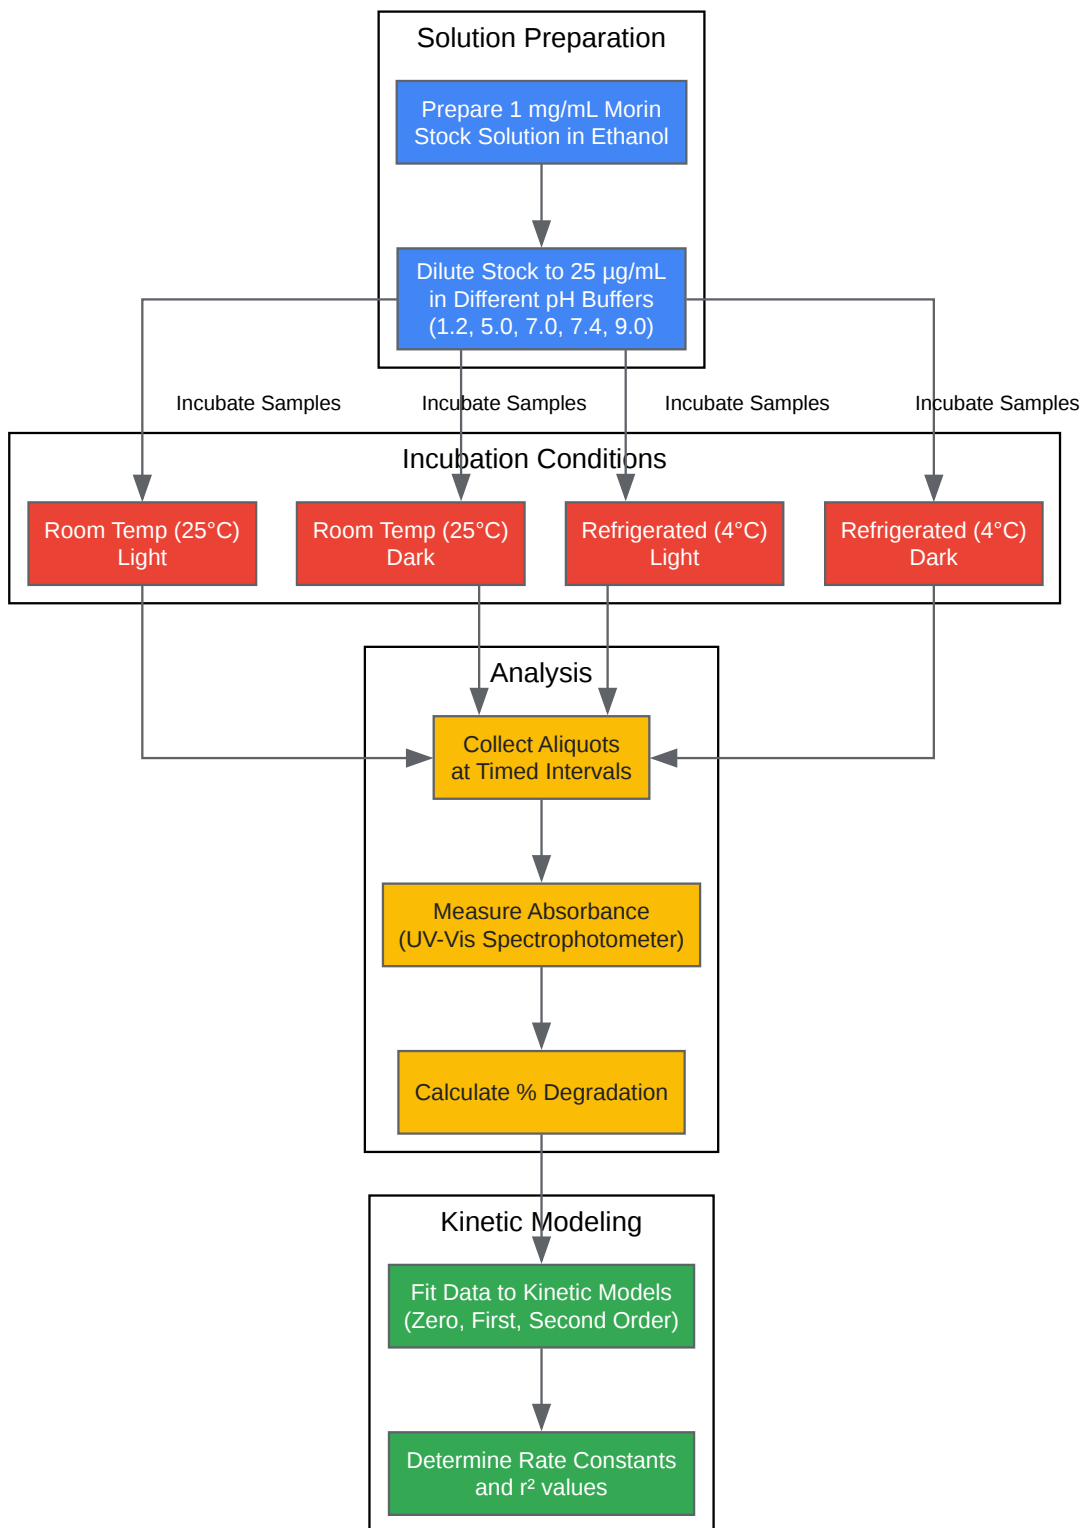 Solution Preparation
Prepare 1 mg/mL Morin
Stock Solution in Ethanol
Dilute Stock to 25 µg/mL
in Different pH Buffers
(1.2, 5.0, 7.0, 7.4, 9.0)
Incubate Samples
Incubate Samples
Incubate Samples
Incubate Samples
Incubation Conditions
Room Temp (25°C)
Light
Room Temp (25°C)
Dark
Refrigerated (4°C)
Light
Refrigerated (4°C)
Dark
Analysis
Collect Aliquots
at Timed Intervals
Measure Absorbance
(UV-Vis Spectrophotometer)
Calculate % Degradation
Kinetic Modeling
Fit Data to Kinetic Models
(Zero, First, Second Order)
Determine Rate Constants
and r² values